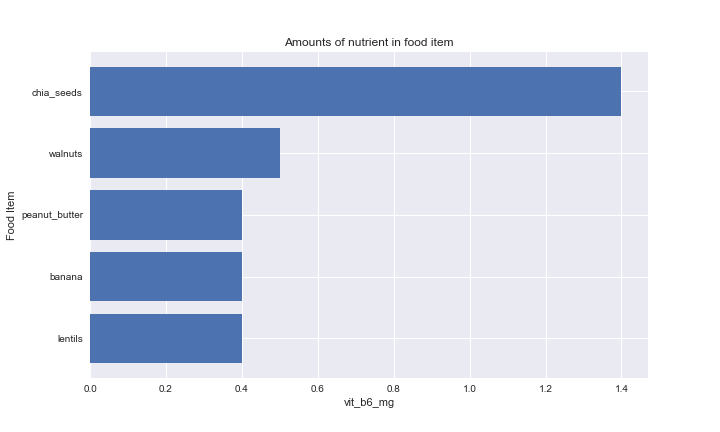 Amounts of nutrient in food item
Food Item
chia_seeds
walnuts
peanut_butter
banana
lentils
0.0 0.2 0.4 0.6 0.8 1.0 1.2 1.4
vit_b6_mg